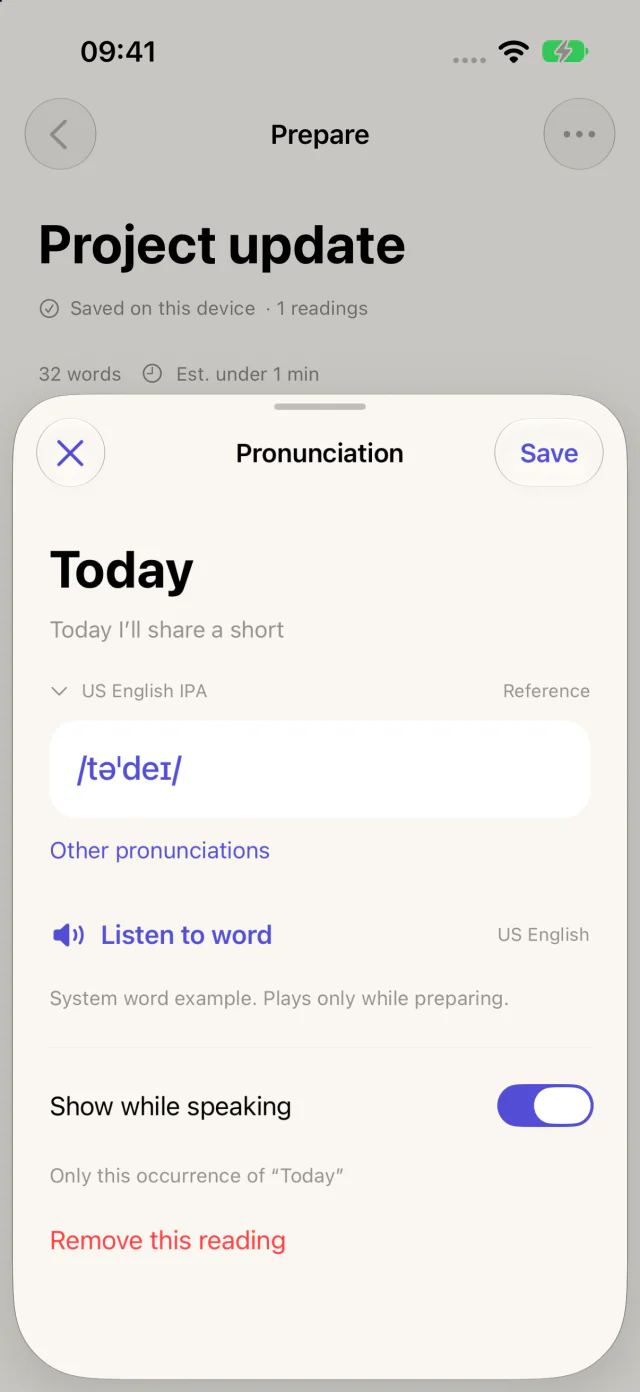 09:41
Prepare
Project update
Saved on this device · 1 readings
32 words Est. under 1 min
Pronunciation
Save
Today
Today I’ll share a short
US English IPA
Reference
/təˈdeɪ/
Other pronunciations
Listen to word
US English
System word example. Plays only while preparing.
Show while speaking
Only this occurrence of “Today”
Remove this reading